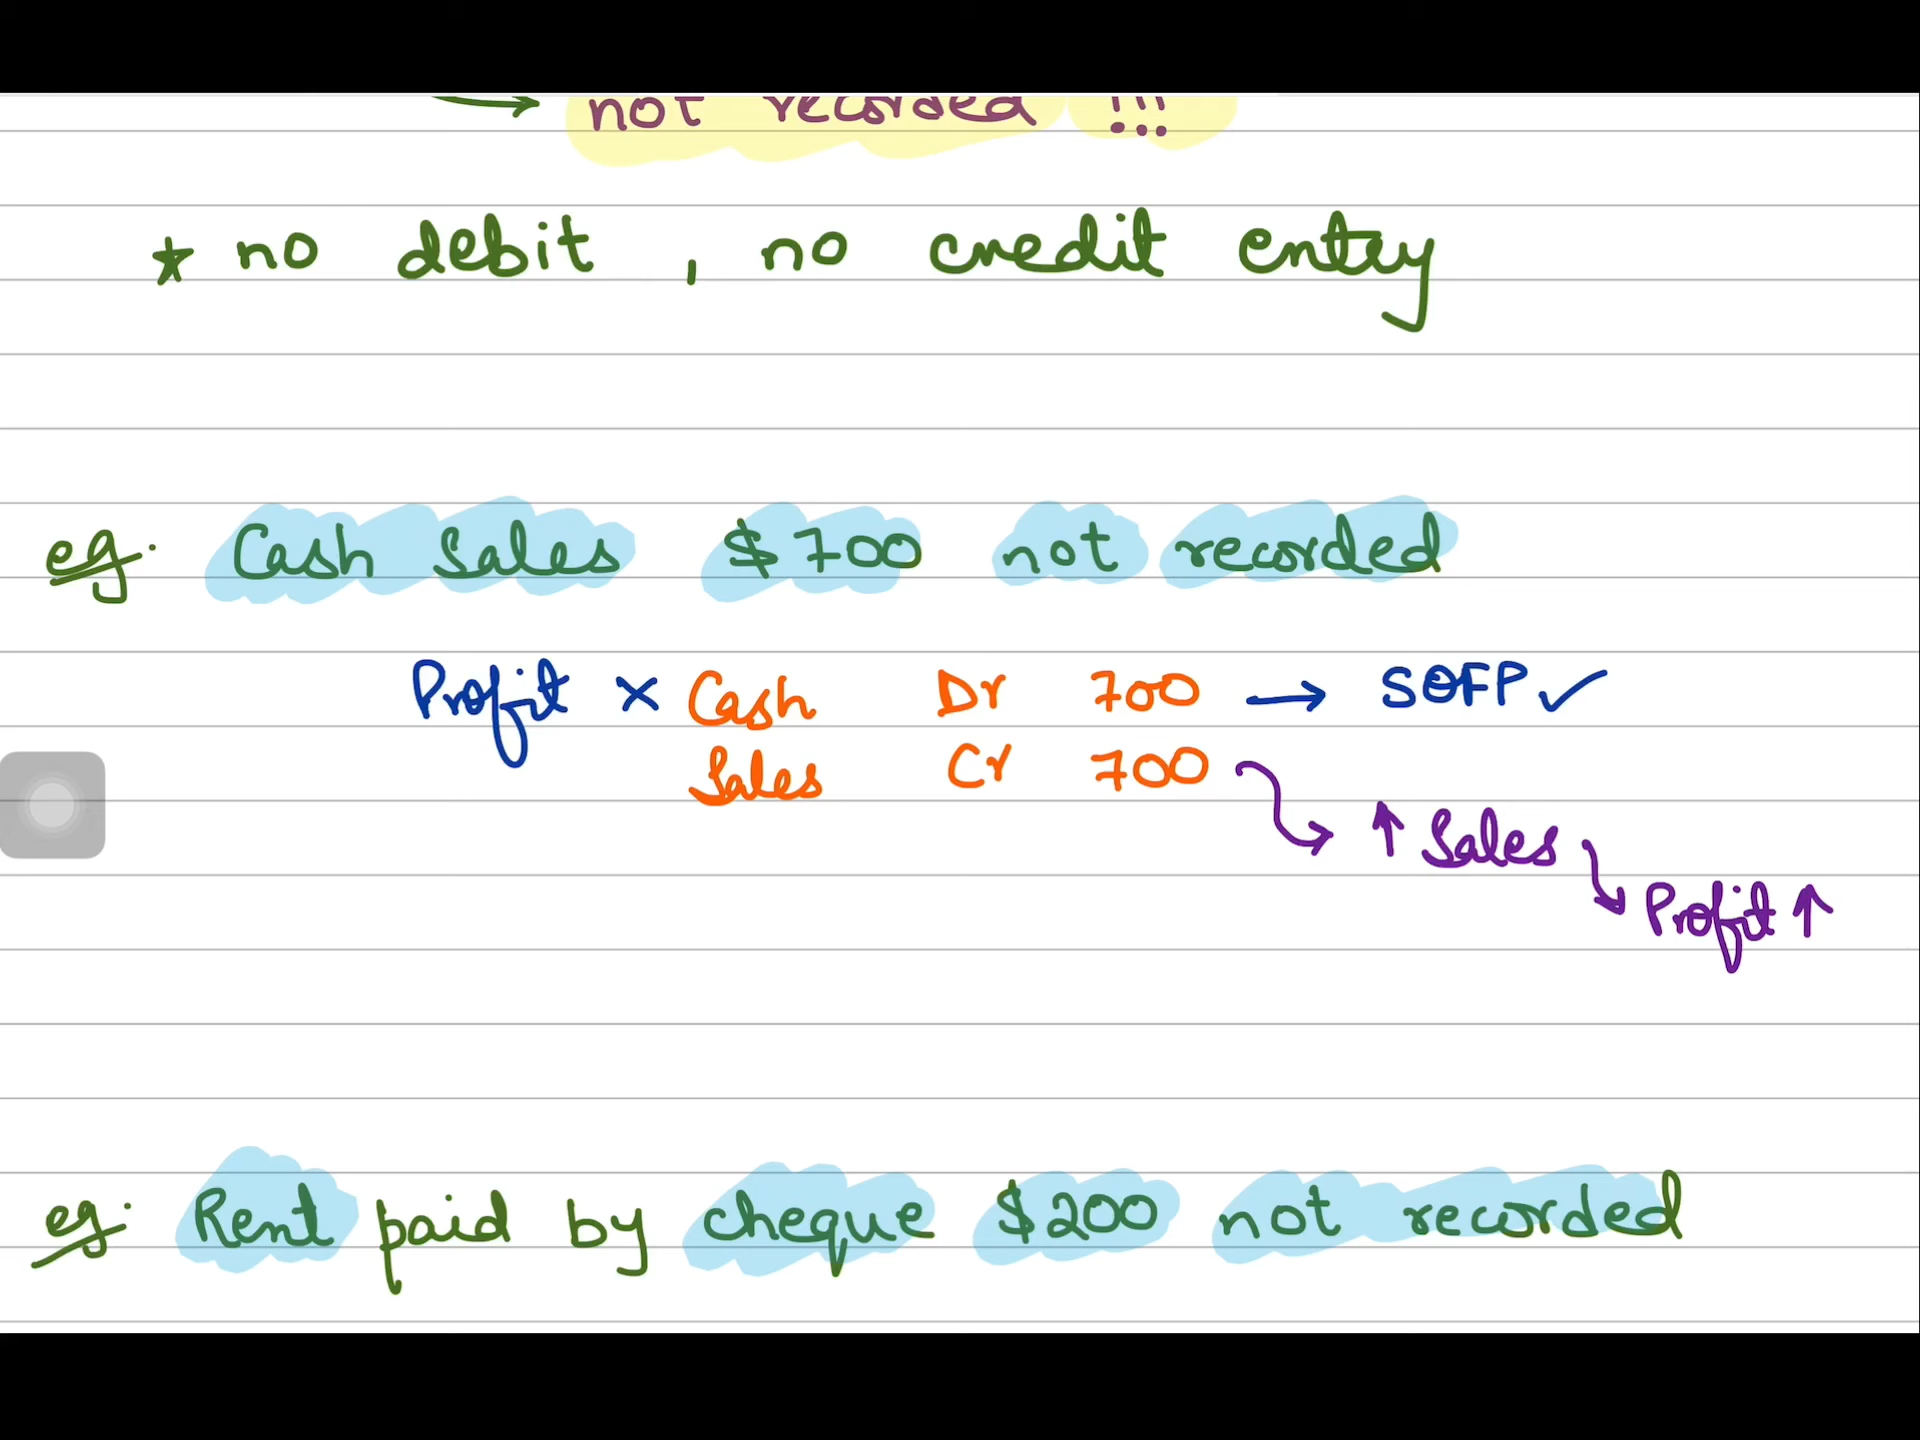 → not recorded !!!
* no debit , no credit entry
eg. Cash Sales $700 not recorded
Profit × Cash Dr 700 → SOFP ✓
Sales Cr 700
↑ Sales
Profit ↑
eg. Rent paid by cheque $200 not recorded